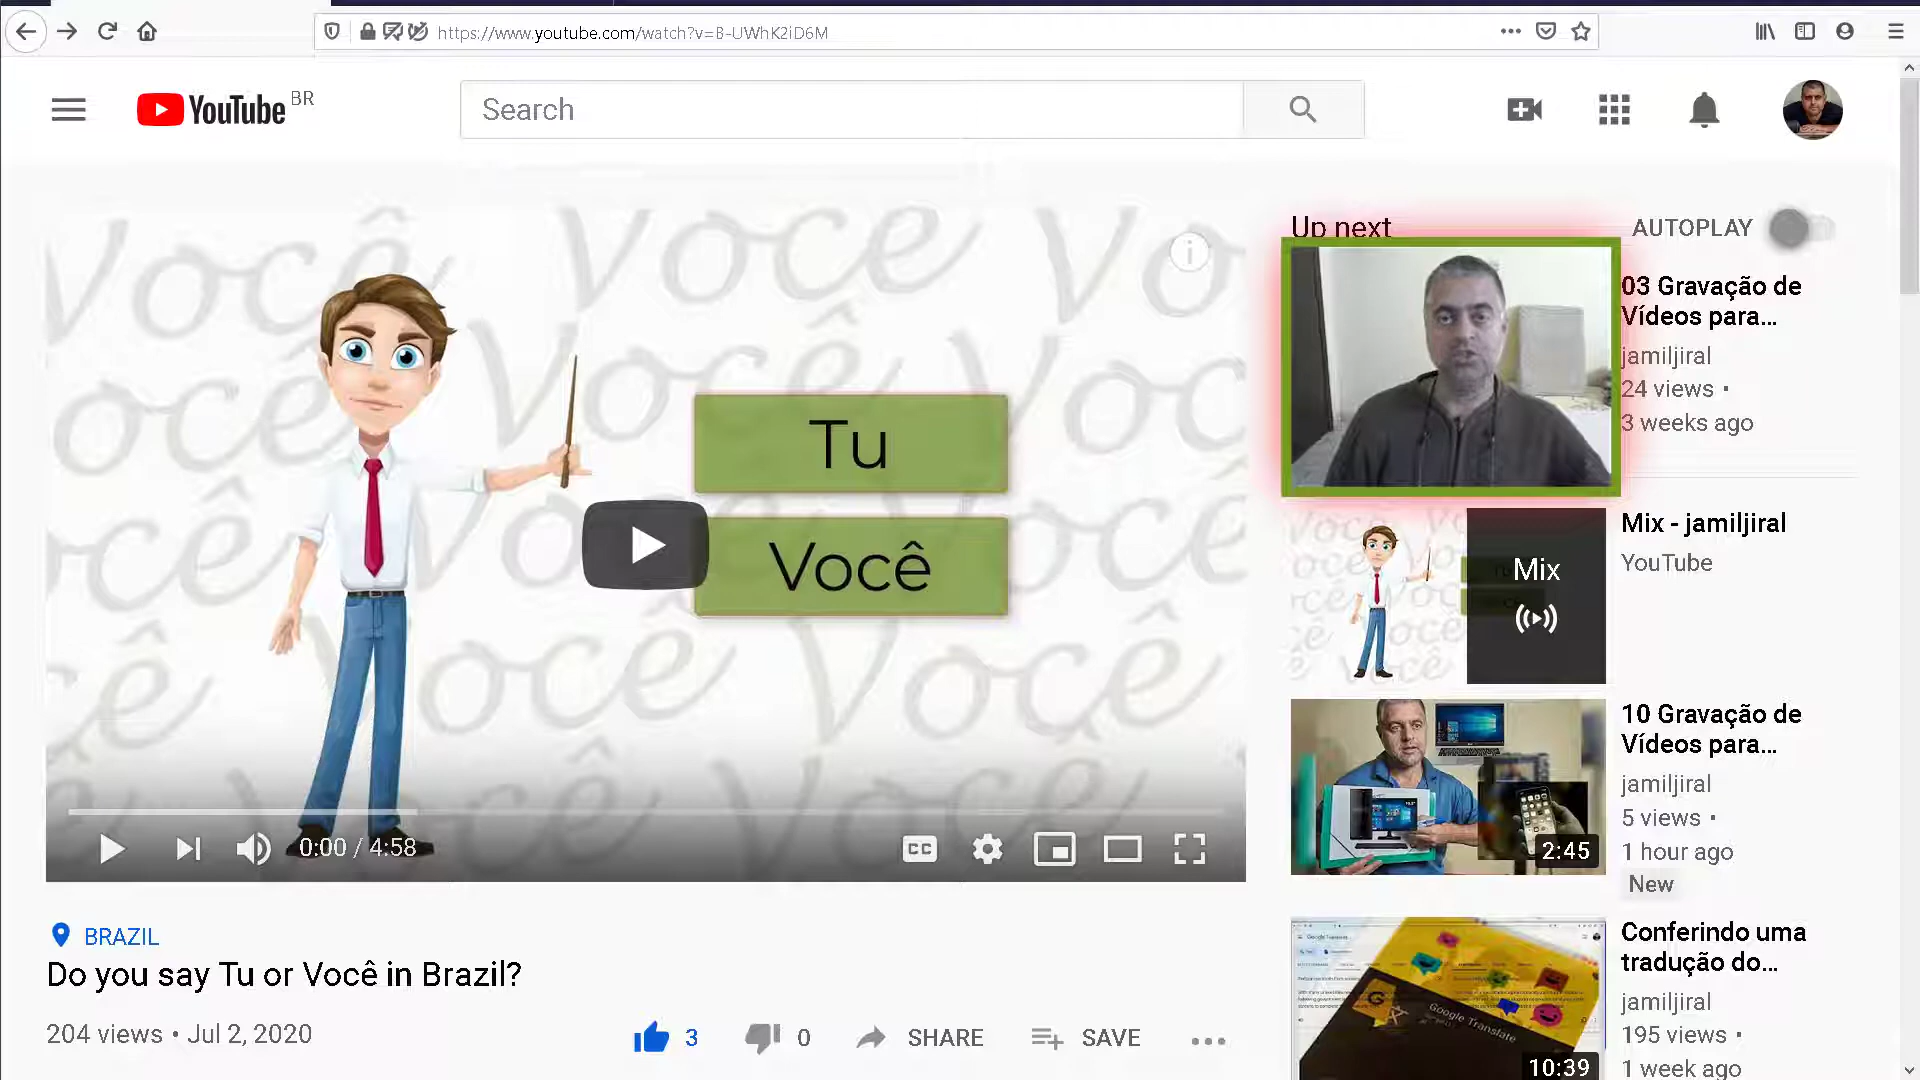 https://www.youtube.com/watch?v=B-UWhK2iD6M
YouTube BR
Search
Tu
Você
0:00 / 4:58
CC
BRAZIL
Do you say Tu or Você in Brazil?
204 views • Jul 2, 2020
3
0
SHARE
SAVE
Up next
AUTOPLAY
03 Gravação de
Vídeos para...
jamiljiral
24 views •
3 weeks ago
Mix
Mix - jamiljiral
YouTube
2:45
10 Gravação de
Vídeos para...
jamiljiral
5 views •
1 hour ago
New
Google Translate
10:39
Conferindo uma
tradução do...
jamiljiral
195 views •
1 week ago